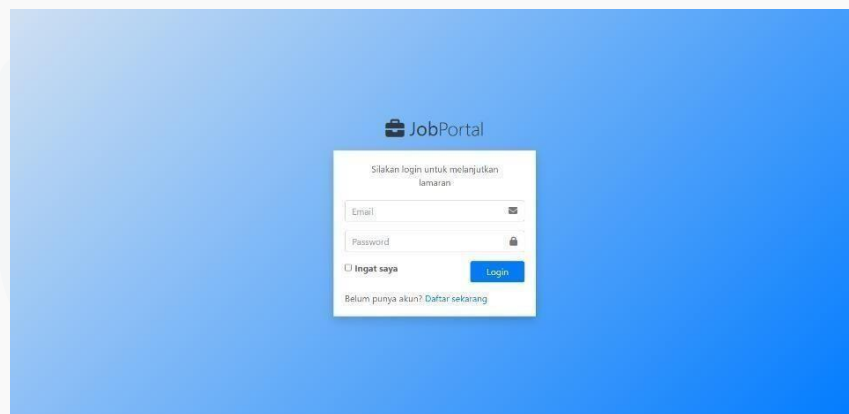 JobPortal
Silakan login untuk melanjutkan
lamaran
Email
Password
Ingat saya
Login
Belum punya akun? Daftar sekarang